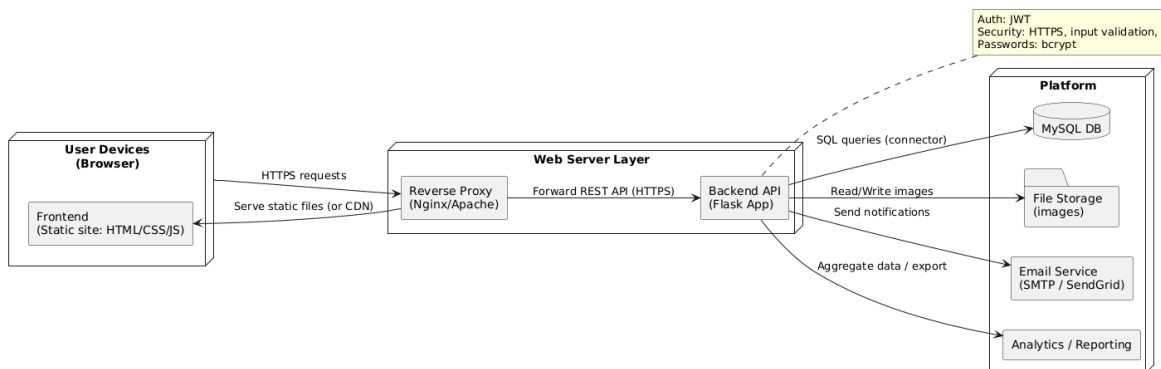 Auth: JWT
Security: HTTPS, input validation,
Passwords: bcrypt
Platform
MySQL DB
File Storage
(images)
Email Service
(SMTP / SendGrid)
Analytics / Reporting
User Devices
(Browser)
Frontend
(Static site: HTML/CSS/JS)
HTTPS requests
Serve static files (or CDN)
Web Server Layer
Reverse Proxy
(Nginx/Apache)
Forward REST API (HTTPS)
Backend API
(Flask App)
SQL queries (connector)
Read/Write images
Send notifications
Aggregate data / export